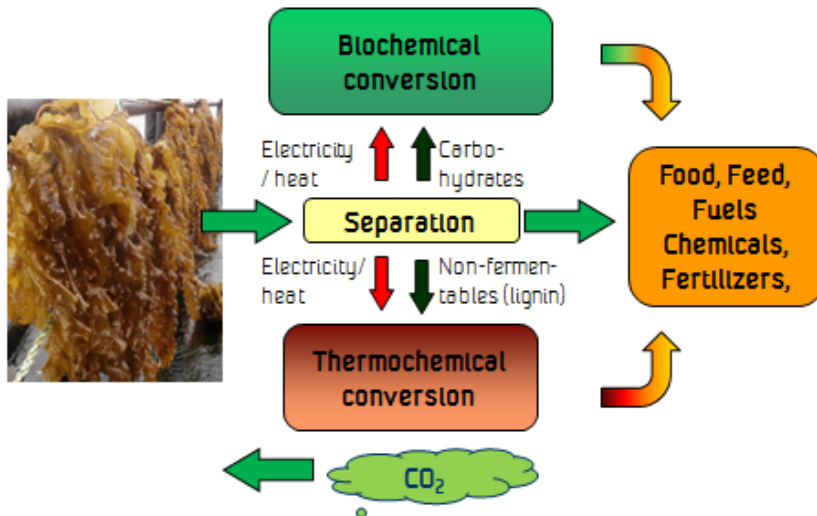 Biochemical
conversion
Electricity
/ heat
Carbo-
hydrates
Separation
Food, Feed,
Fuels
Chemicals,
Fertilizers,
Electricity/
heat
Non-fermen-
tables (lignin)
Thermochemical
conversion
CO₂